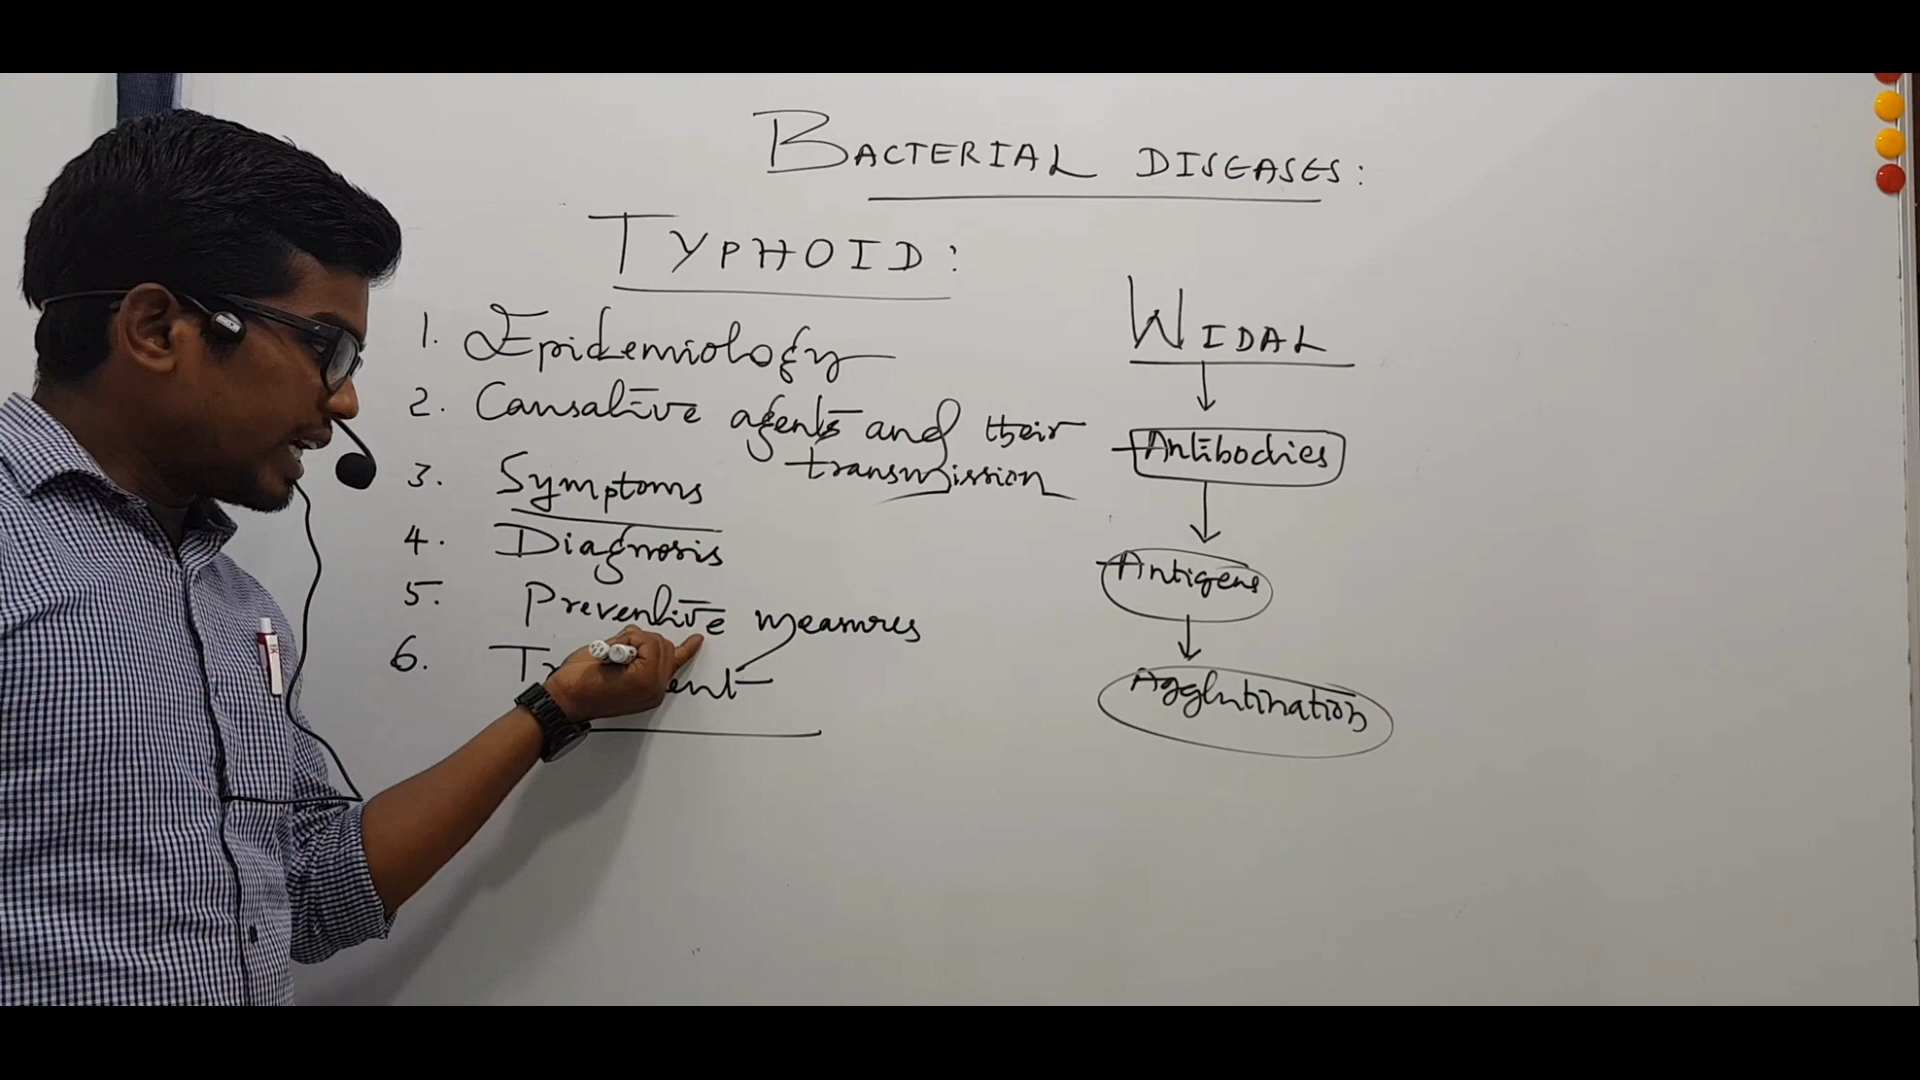 BACTERIAL DISEASES:
TYPHOID:
1. Epidemiology
2. Causative agents and their
transmission
3. Symptoms
4. Diagnosis
5. Preventive measures
6.
WIDAL
Antibodies
Antigens
Agglutination